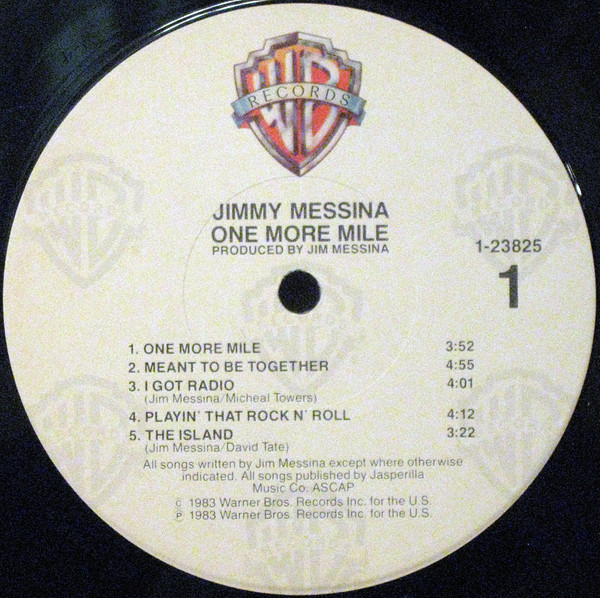 WB
RECORDS
JIMMY MESSINA
ONE MORE MILE
PRODUCED BY JIM MESSINA
1-23825
1
1. ONE MORE MILE 3:52
2. MEANT TO BE TOGETHER 4:55
3. I GOT RADIO 4:01
(Jim Messina/Micheal Towers)
4. PLAYIN' THAT ROCK N' ROLL 4:12
5. THE ISLAND 3:22
(Jim Messina/David Tate)
All songs written by Jim Messina except where otherwise
indicated. All songs published by Jasperilla
Music Co. ASCAP
© 1983 Warner Bros. Records Inc. for the U.S.
℗ 1983 Warner Bros. Records Inc. for the U.S.